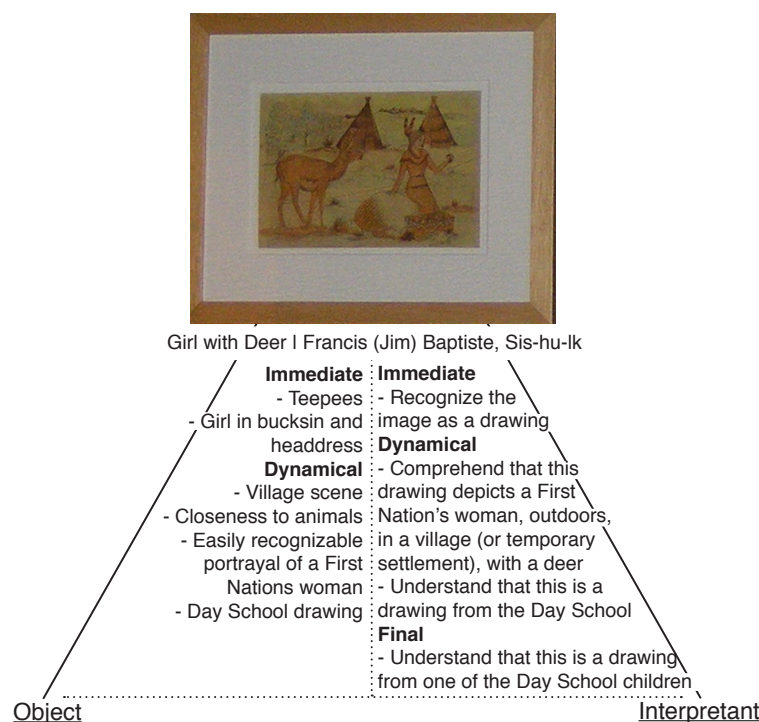 Girl with Deer | Francis (Jim) Baptiste, Sis-hu-lk
Immediate
- Teepees
- Girl in bucksin and
headdress
Dynamical
- Village scene
- Closeness to animals
- Easily recognizable
portrayal of a First
Nations woman
- Day School drawing
Immediate
- Recognize the
image as a drawing
Dynamical
- Comprehend that this
drawing depicts a First
Nation's woman, outdoors,
in a village (or temporary
settlement), with a deer
- Understand that this is a
drawing from the Day School
Final
- Understand that this is a drawing
from one of the Day School children
Object
Interpretant